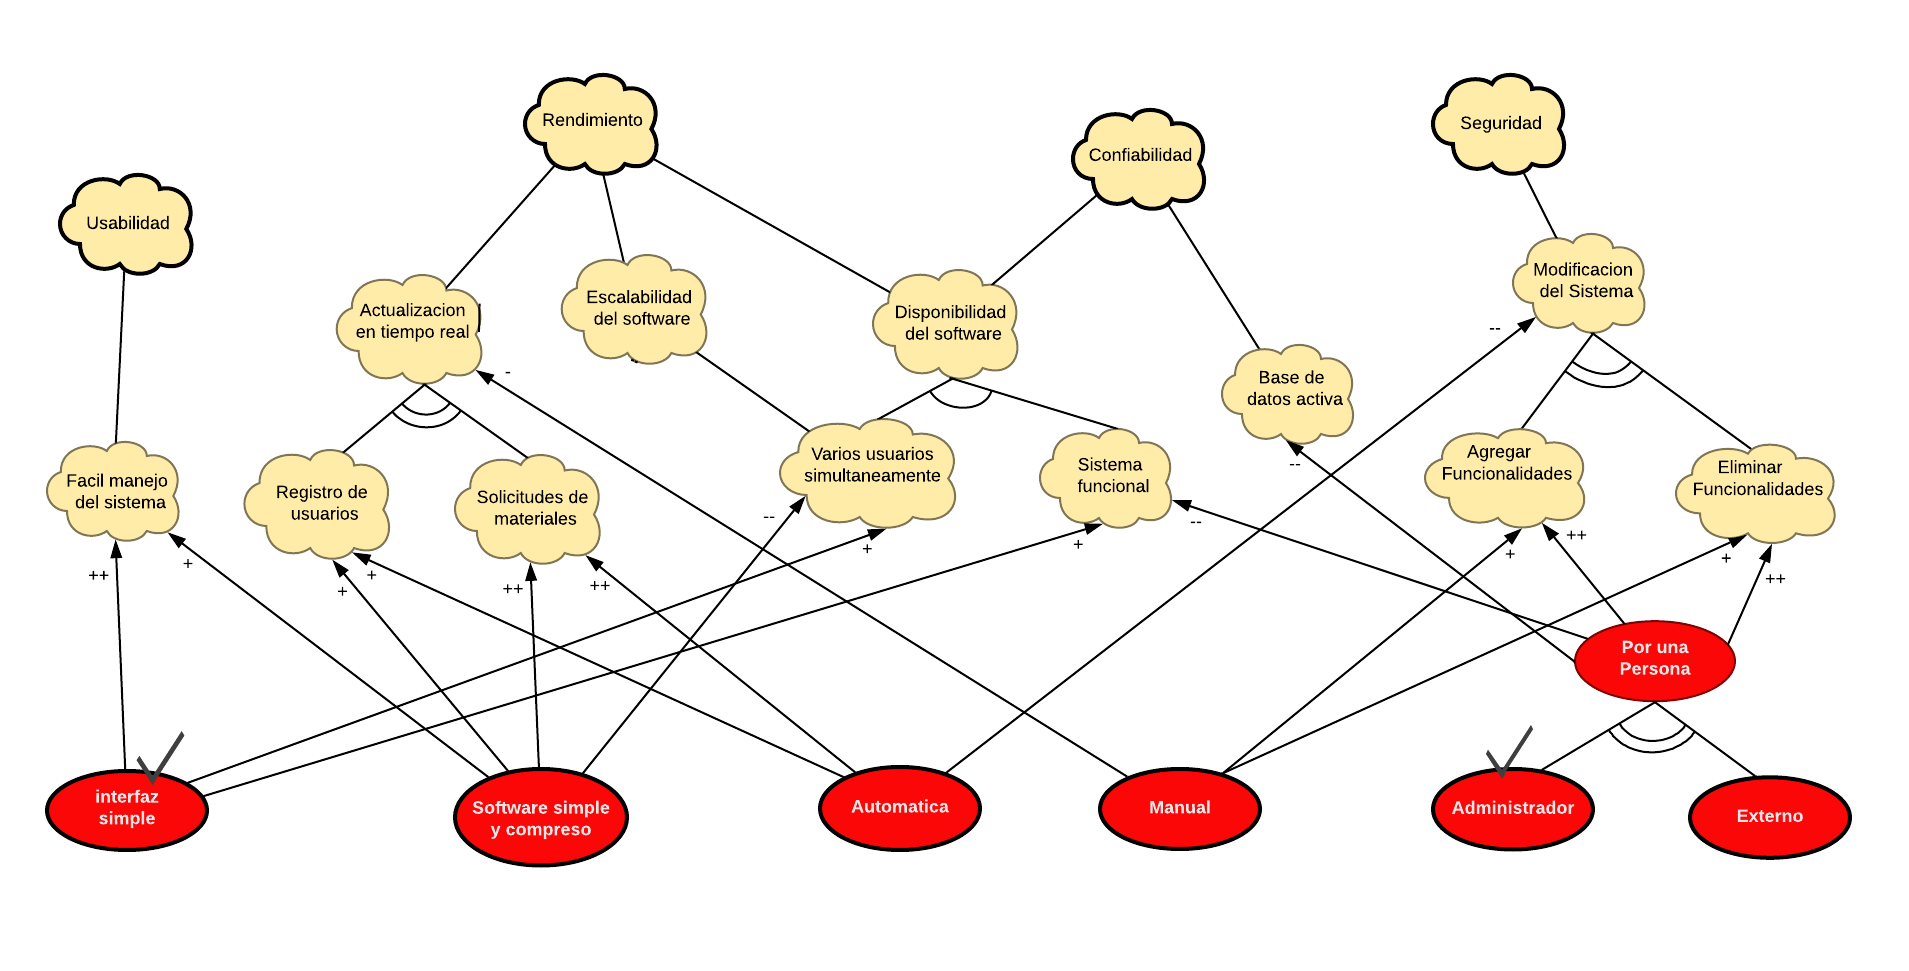 Rendimiento
Seguridad
Confiabilidad
Usabilidad
Modificacion
del Sistema
Actualizacion
en tiempo real
Escalabilidad
del software
Disponibilidad
del software
--
-
Base de
datos activa
Facil manejo
del sistema
Registro de
usuarios
Solicitudes de
materiales
Varios usuarios
simultaneamente
Sistema
funcional
--
Agregar
Funcionalidades
Eliminar
Funcionalidades
++
+
+
+
++
++
--
+
+
--
+
++
+
++
Por una
Persona
interfaz
simple
Software simple
y compreso
Automatica
Manual
Administrador
Externo